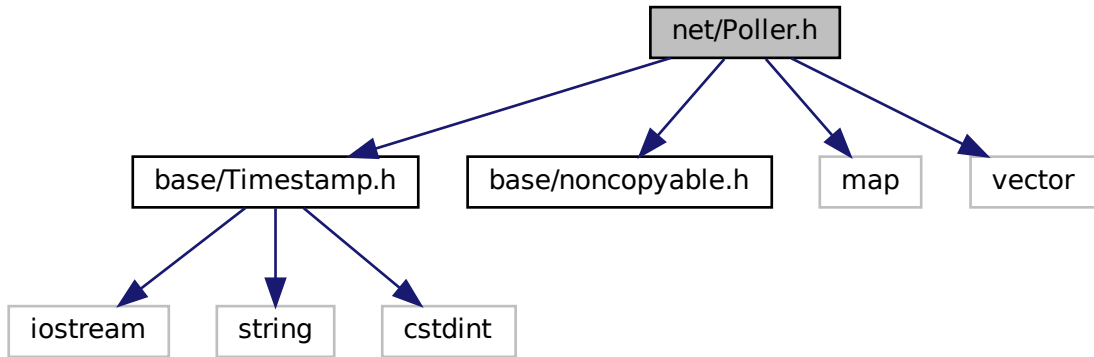 net/Poller.h
base/Timestamp.h
base/noncopyable.h
map
vector
iostream
string
cstdint